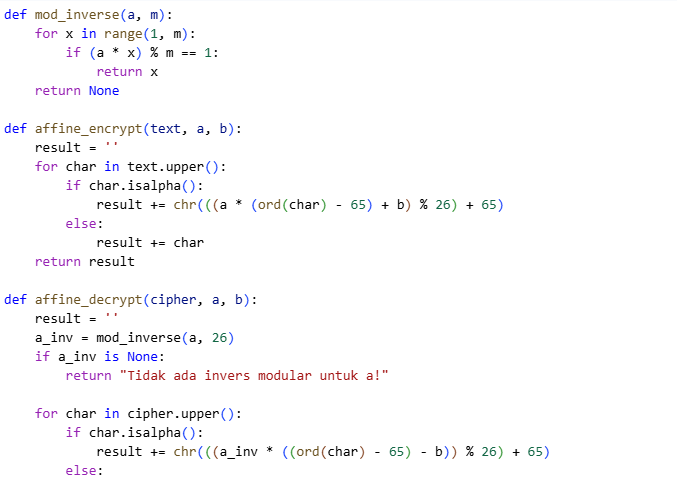 def mod_inverse(a, m):
    for x in range(1, m):
        if (a * x) % m == 1:
            return x
    return None

def affine_encrypt(text, a, b):
    result = ''
    for char in text.upper():
        if char.isalpha():
            result += chr(((a * (ord(char) - 65) + b) % 26) + 65)
        else:
            result += char
    return result

def affine_decrypt(cipher, a, b):
    result = ''
    a_inv = mod_inverse(a, 26)
    if a_inv is None:
        return "Tidak ada invers modular untuk a!"

    for char in cipher.upper():
        if char.isalpha():
            result += chr(((a_inv * ((ord(char) - 65) - b)) % 26) + 65)
        else: